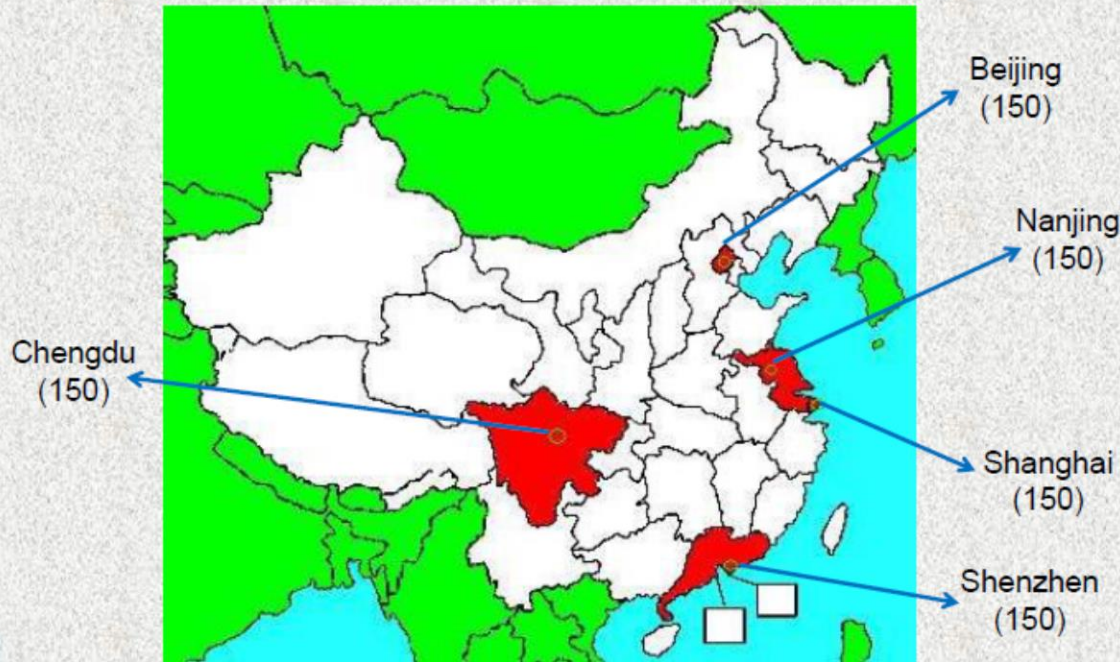 Beijing
(150)
Nanjing
(150)
Chengdu
(150)
Shanghai
(150)
Shenzhen
(150)